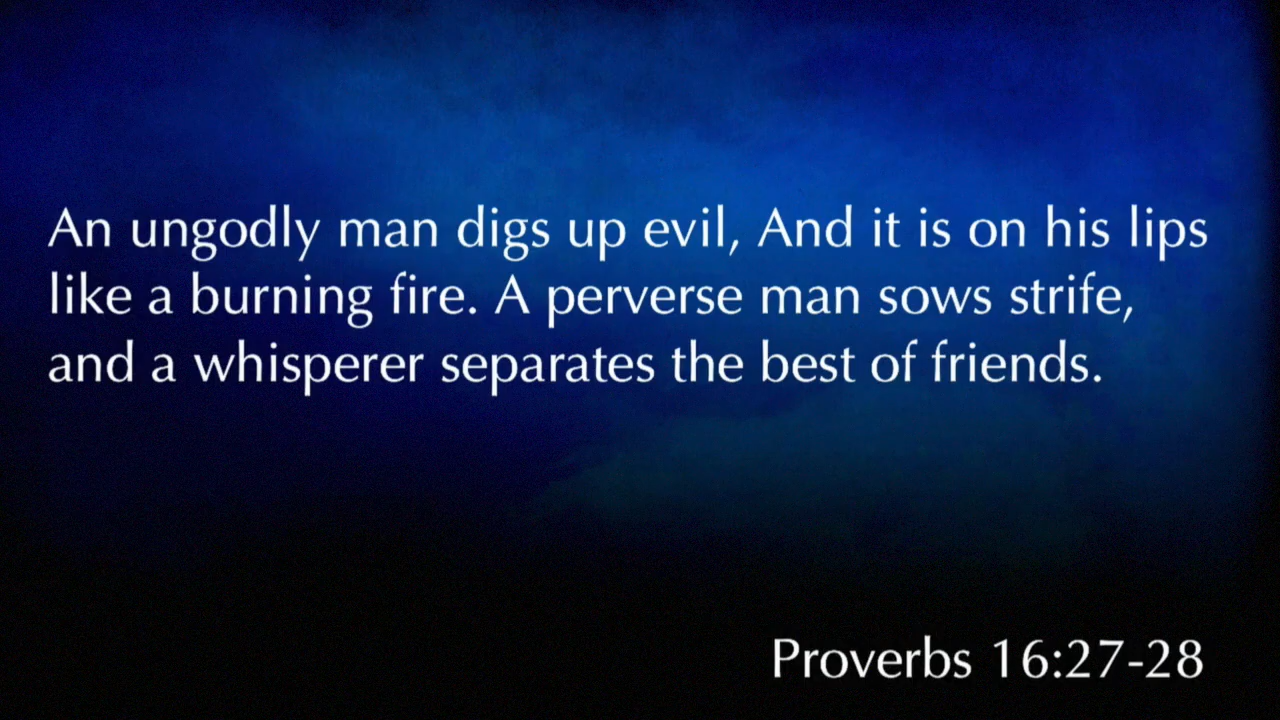 An ungodly man digs up evil, And it is on his lips
like a burning fire. A perverse man sows strife,
and a whisperer separates the best of friends.
Proverbs 16:27-28